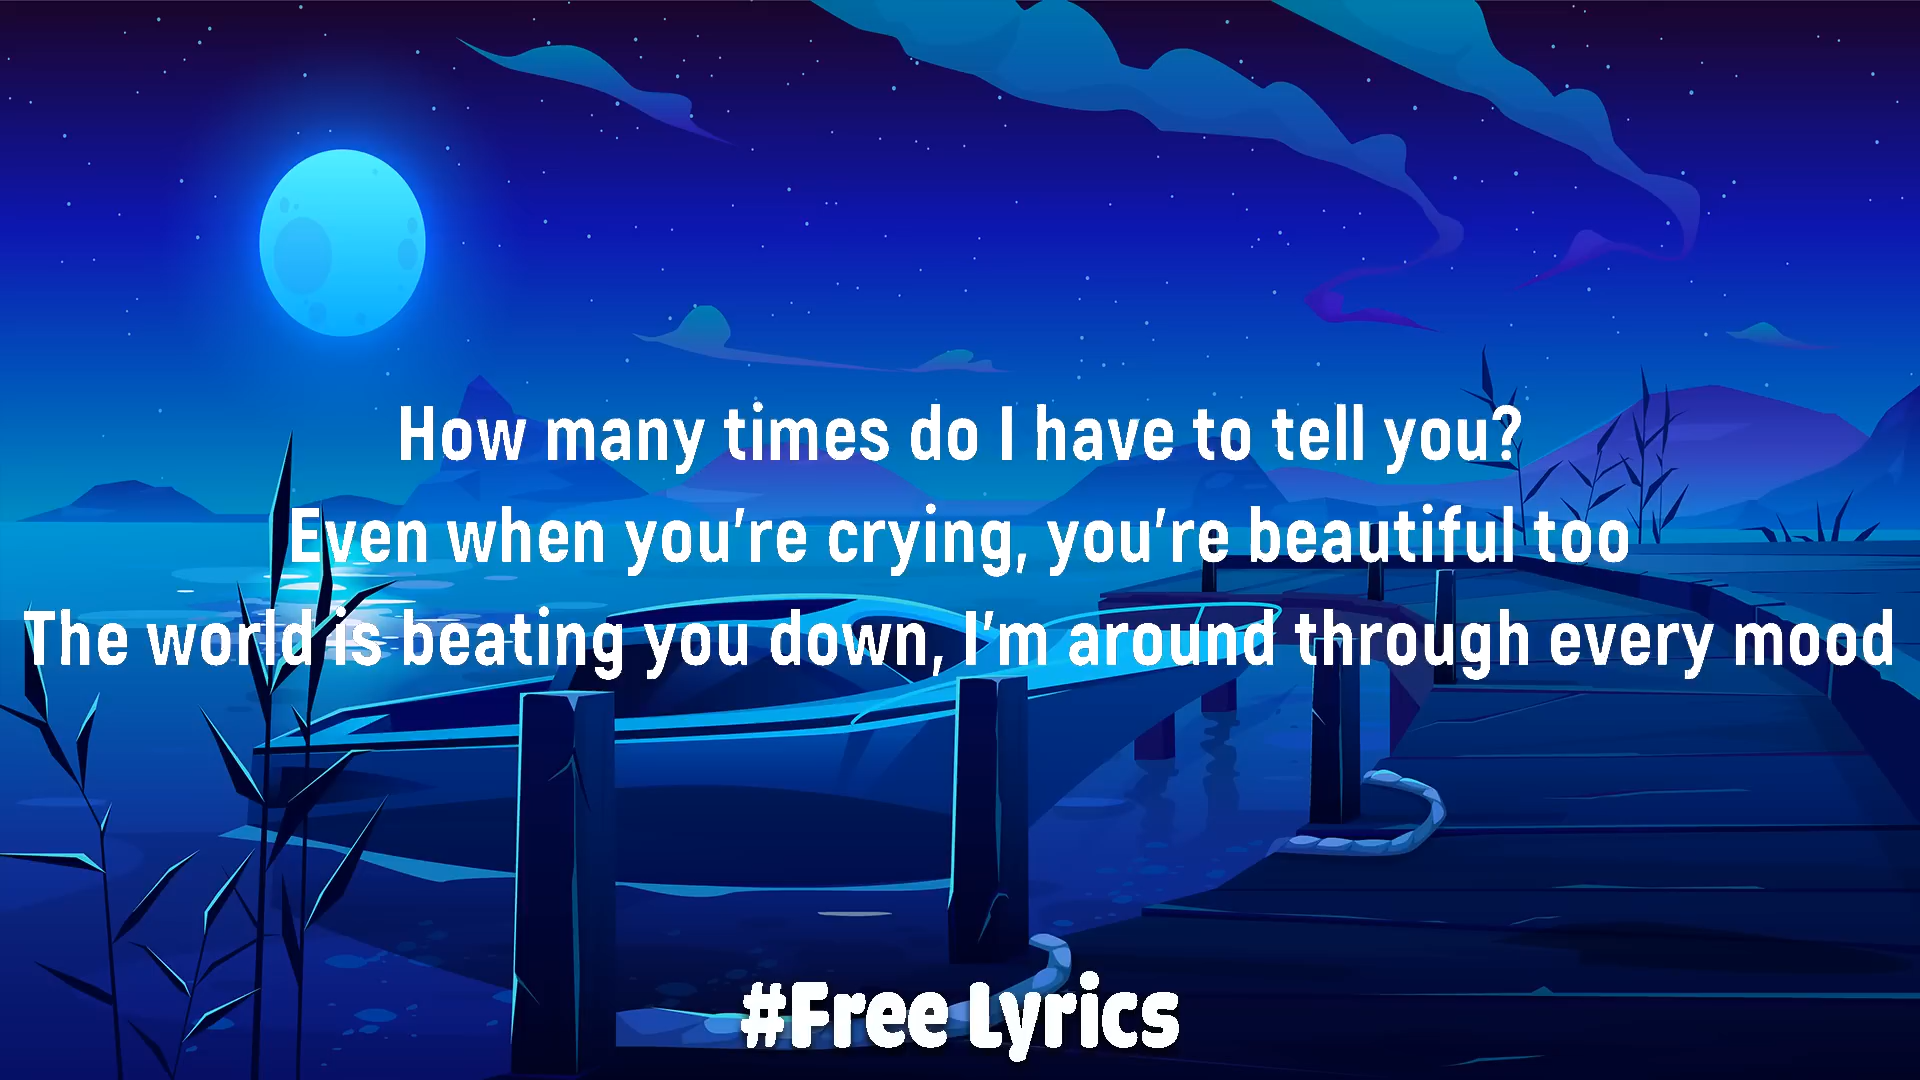 How many times do I have to tell you?
Even when you’re crying, you’re beautiful too
The world is beating you down, I’m around through every mood
#Free Lyrics